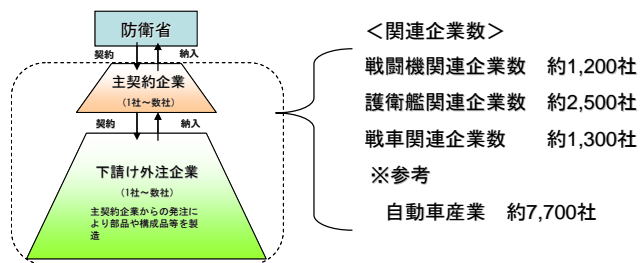 防衛省
契約 納入
主契約企業
(1社~数社)
契約 納入
下請け外注企業
(1社~数社)
主契約企業からの発注に
より部品や構成品等を製
造
<関連企業数>
戦闘機関連企業数 約1,200社
護衛艦関連企業数 約2,500社
戦車関連企業数 約1,300社
※参考
自動車産業 約7,700社